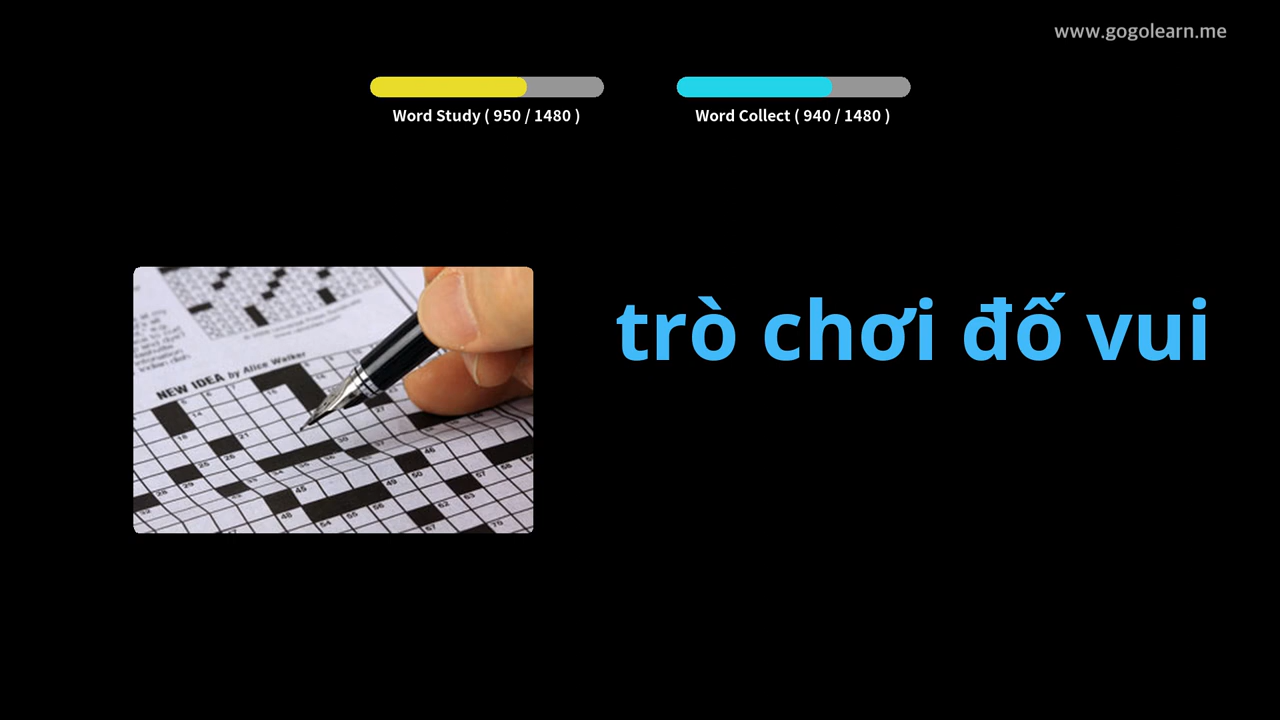 www.gogolearn.me
Word Study ( 950 / 1480 )
Word Collect ( 940 / 1480 )
trò chơi đố vui
NEW IDEA by Alice Walker